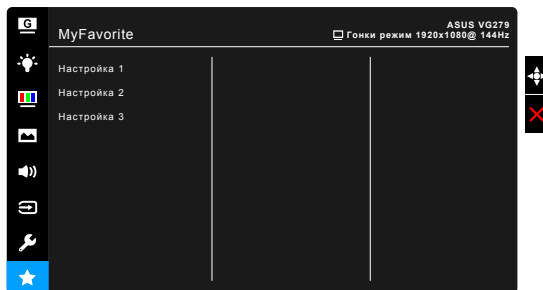 G
MyFavorite
ASUS VG279
Гонки режим 1920x1080@ 144Hz
Настройка 1
Настройка 2
Настройка 3